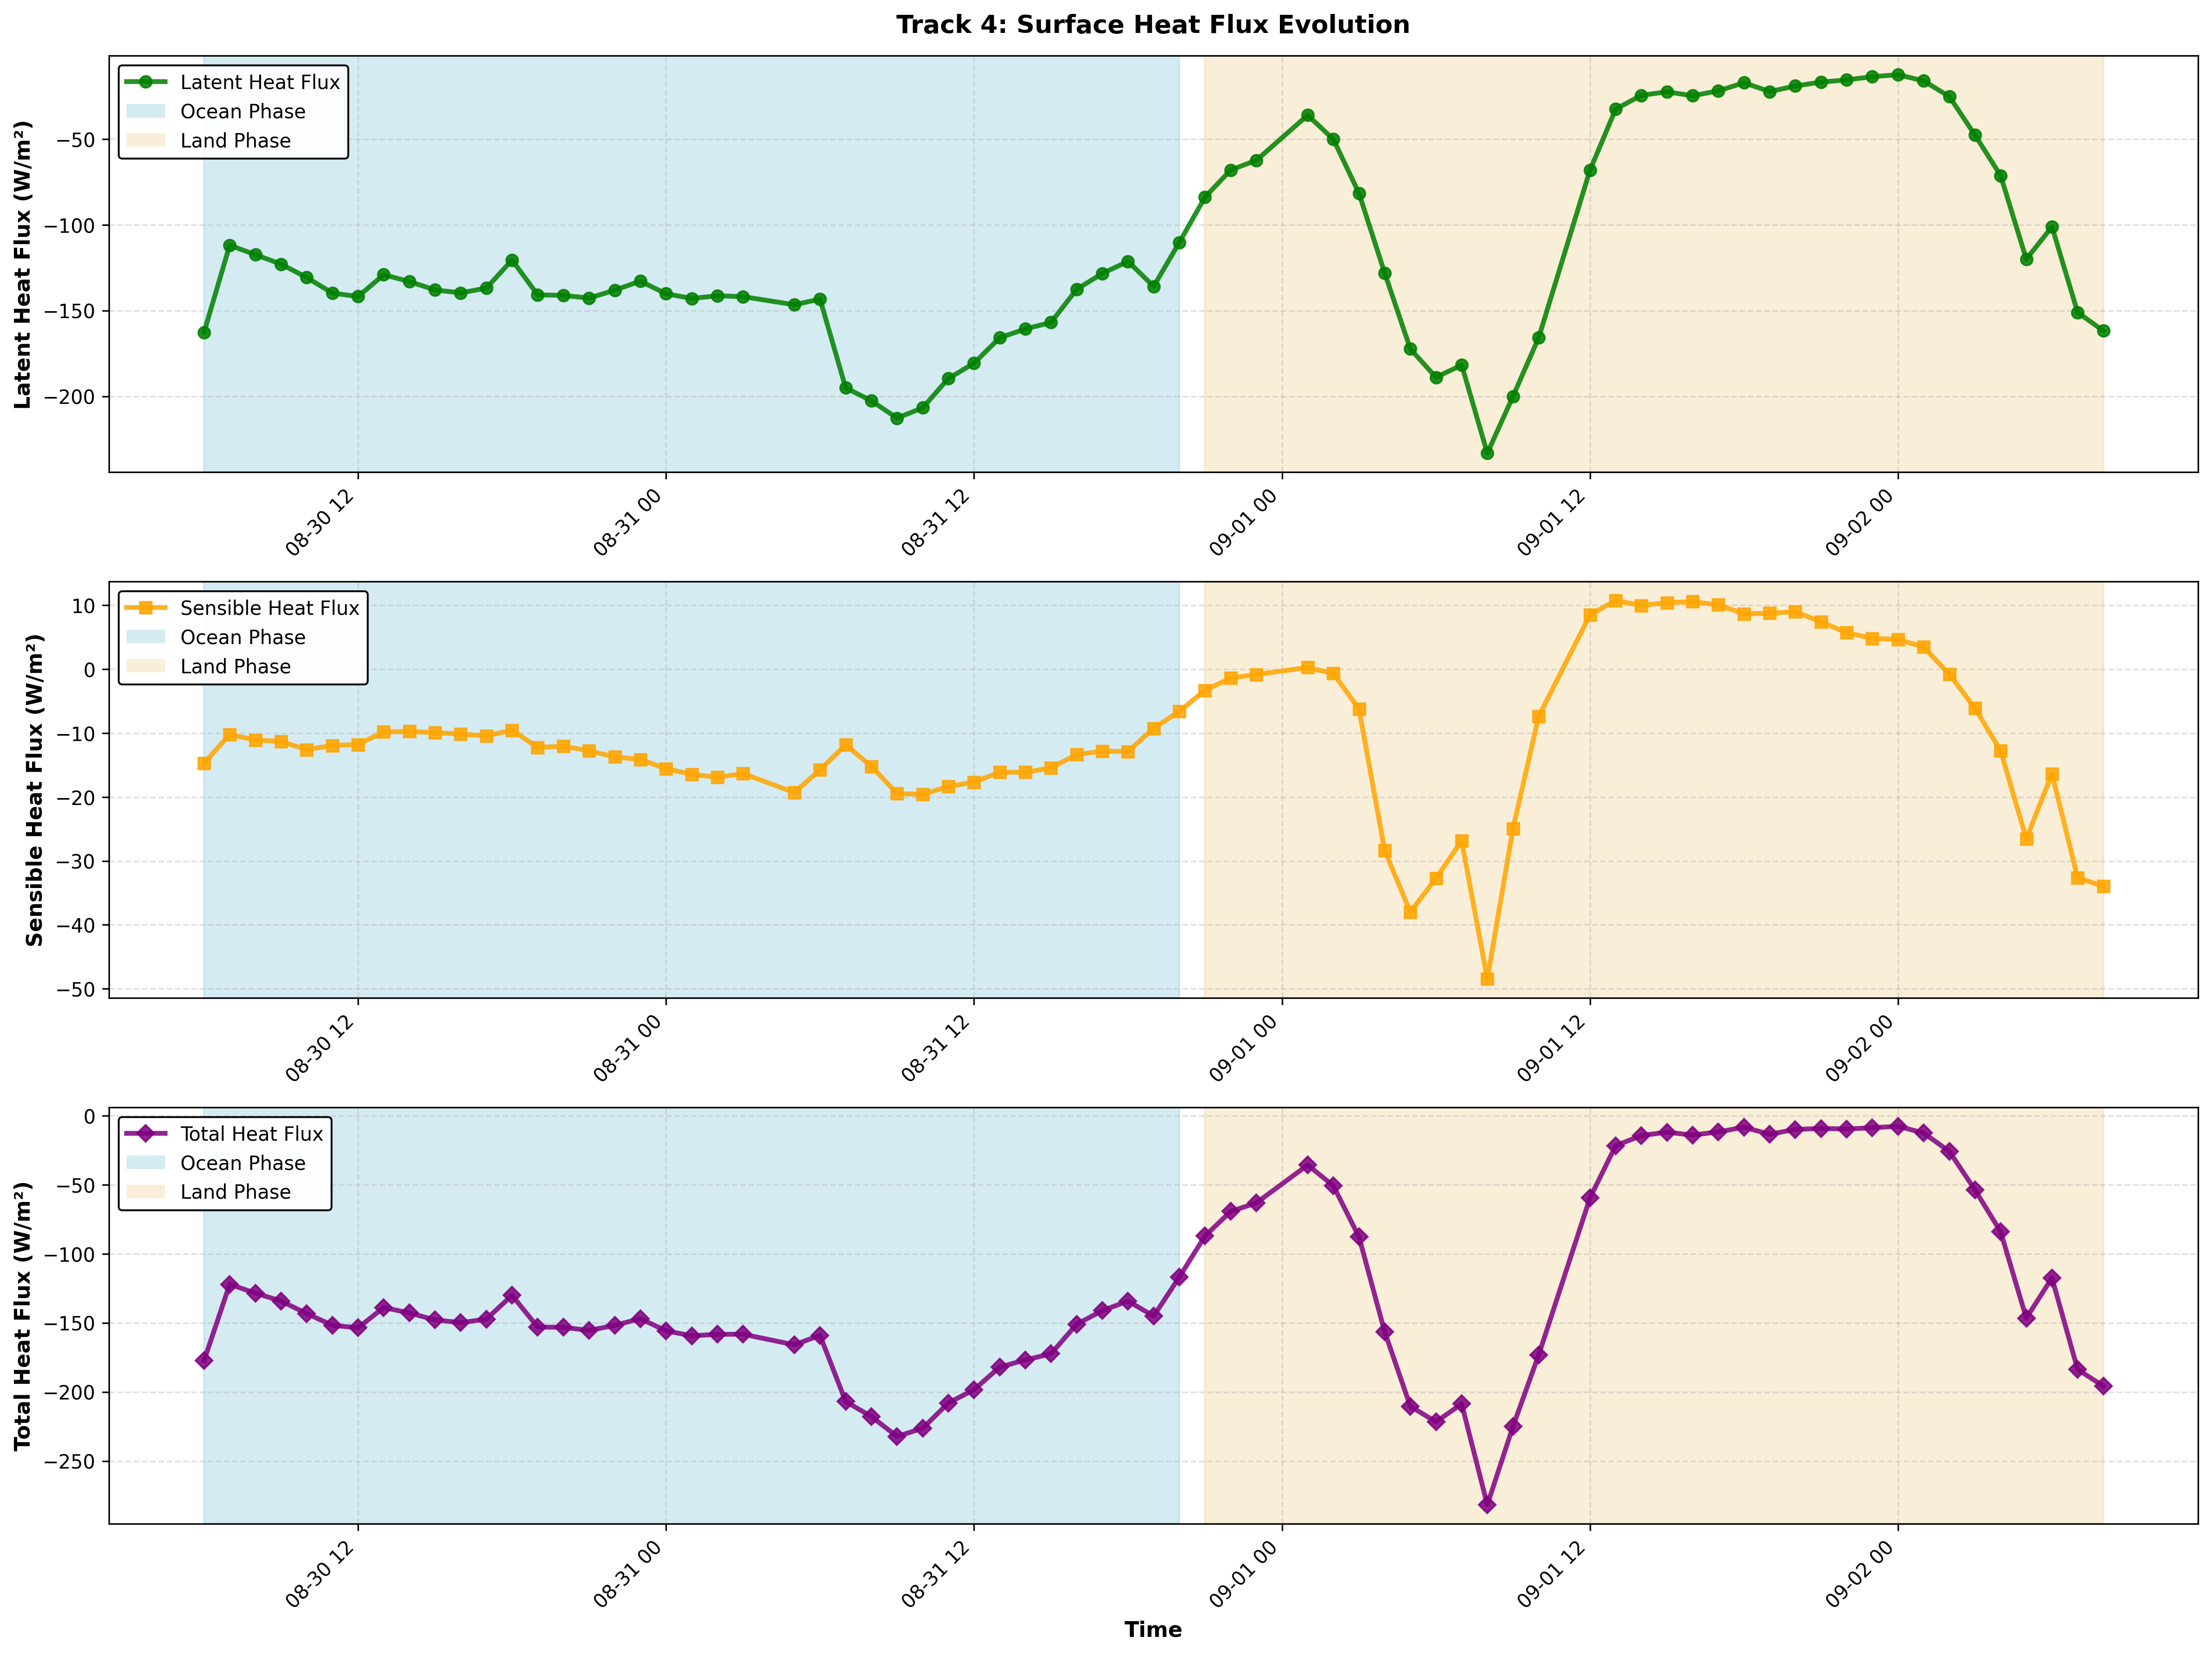 Track 4: Surface Heat Flux Evolution
Latent Heat Flux (W/m²)
−50
−100
−150
−200
Latent Heat Flux
Ocean Phase
Land Phase
08-30 12
08-31 00
08-31 12
09-01 00
09-01 12
09-02 00
Sensible Heat Flux (W/m²)
10
0
−10
−20
−30
−40
−50
Sensible Heat Flux
Ocean Phase
Land Phase
08-30 12
08-31 00
08-31 12
09-01 00
09-01 12
09-02 00
Total Heat Flux (W/m²)
0
−50
−100
−150
−200
−250
Total Heat Flux
Ocean Phase
Land Phase
08-30 12
08-31 00
08-31 12
09-01 00
09-01 12
09-02 00
Time